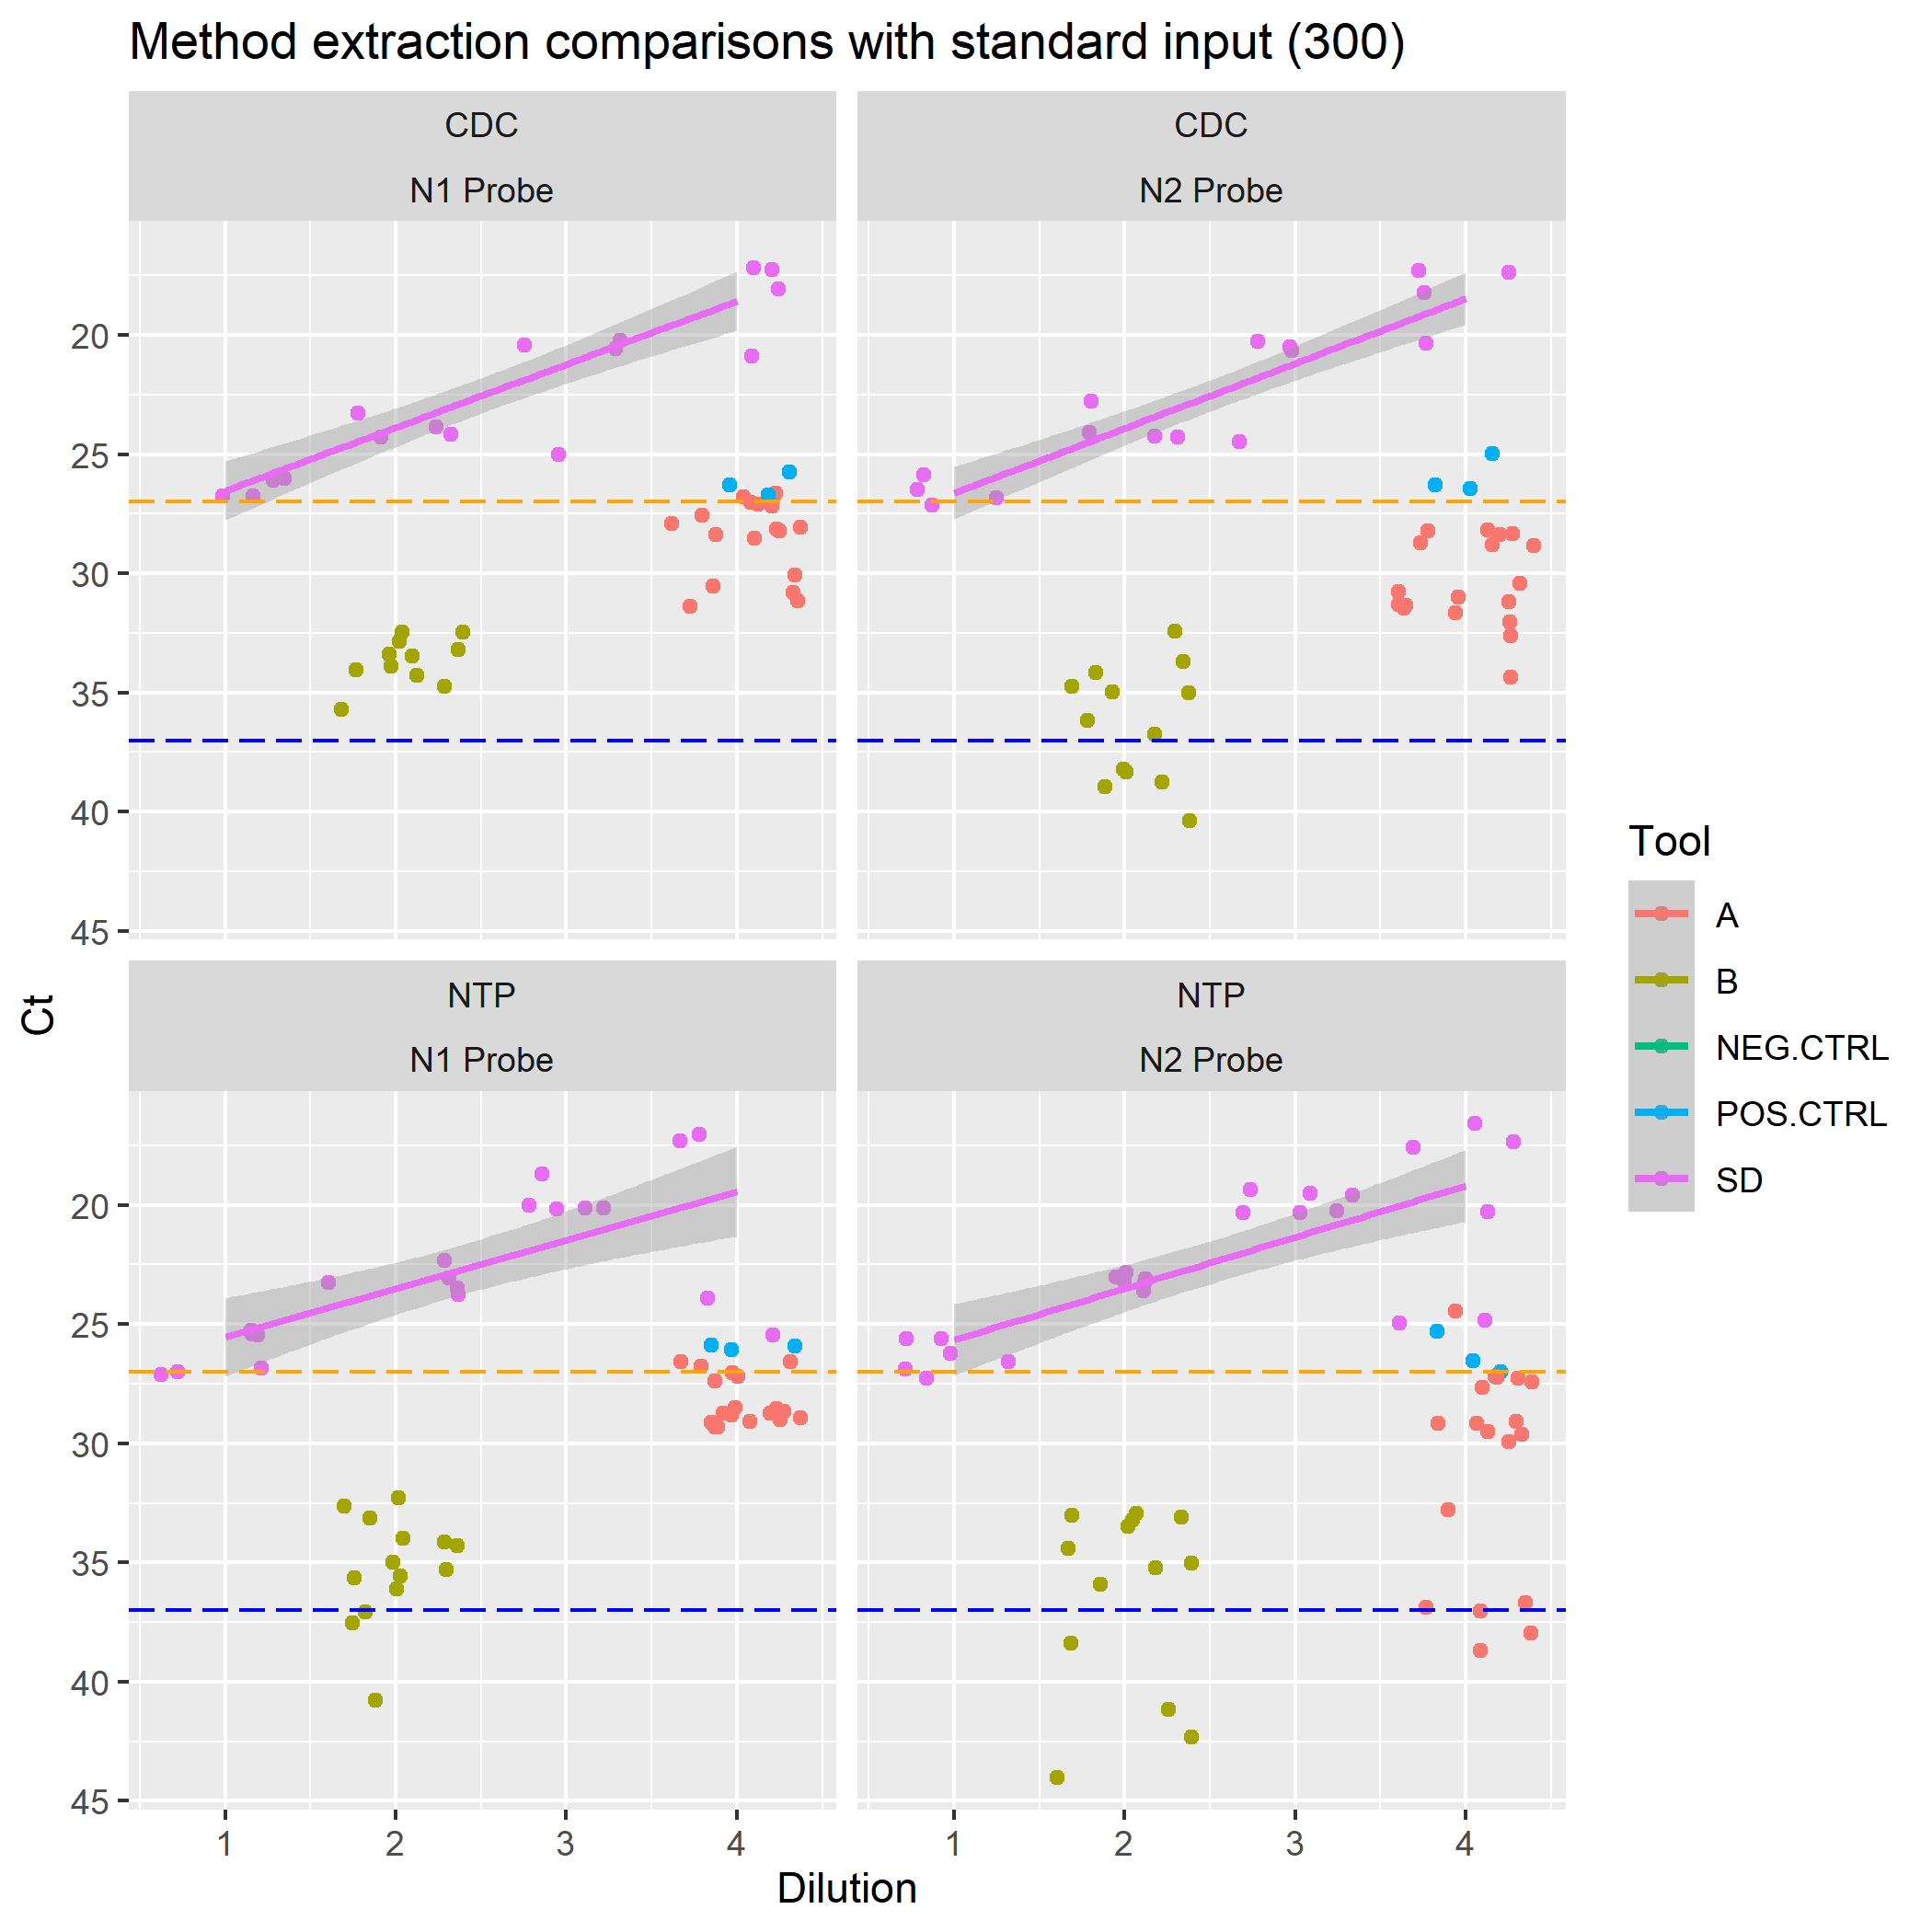 Method extraction comparisons with standard input (300)
CDC
N1 Probe
CDC
N2 Probe
20
25
30
35
40
45
NTP
N1 Probe
NTP
N2 Probe
20
25
30
35
40
45
1
2
3
4
1
2
3
4
Ct
Dilution
Tool
A
B
NEG.CTRL
POS.CTRL
SD